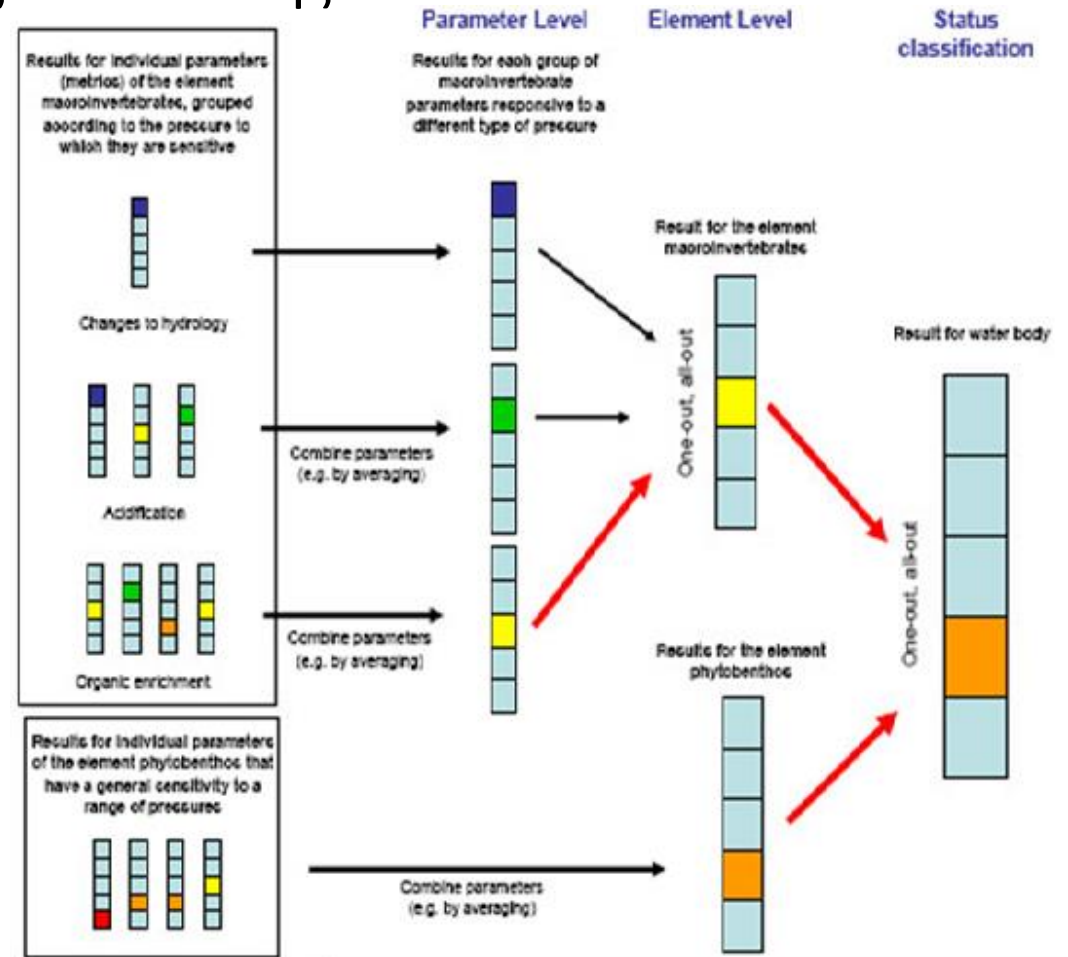 Parameter Level
Element Level
Status
classification
Results for individual parameters
(metrics) of the element
macroinvertebrates, grouped
according to the pressure to
which they are sensitive
Results for each group of
macroinvertebrate
parameters responsive to a
different type of pressure
Changes to hydrology
Combine parameters
(e.g. by averaging)
Acidification
Combine parameters
(e.g. by averaging)
Organic enrichment
Result for the element
macroinvertebrates
One-out, all-out
Result for water body
One-out, all-out
Results for the element
phytobenthos
Results for individual parameters
of the element phytobenthos that
have a general sensitivity to a
range of pressures
Combine parameters
(e.g. by averaging)